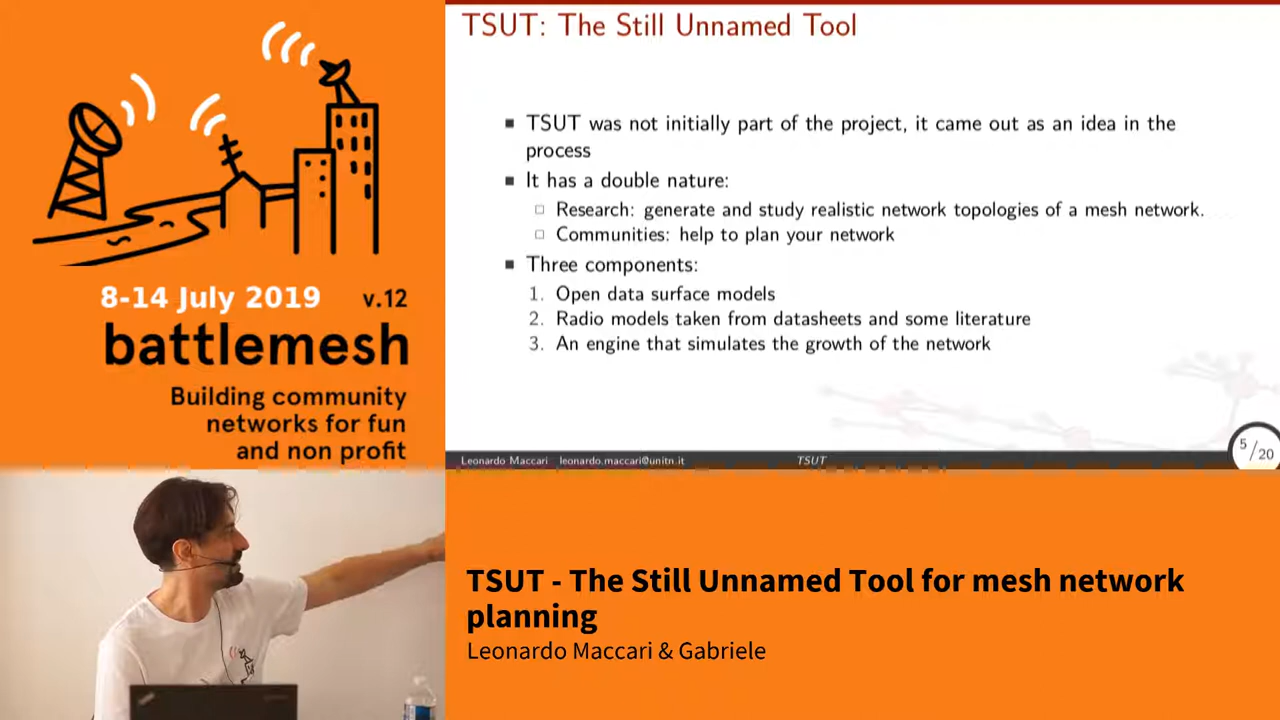 8-14 July 2019 v.12
battlemesh
Building community
networks for fun
and non profit
TSUT: The Still Unnamed Tool
TSUT was not initially part of the project, it came out as an idea in the
process
It has a double nature:
Research: generate and study realistic network topologies of a mesh network.
Communities: help to plan your network
Three components:
1. Open data surface models
2. Radio models taken from datasheets and some literature
3. An engine that simulates the growth of the network
Leonardo Maccari leonardo.maccari@unitn.it TSUT 5/20
TSUT - The Still Unnamed Tool for mesh network
planning
Leonardo Maccari & Gabriele